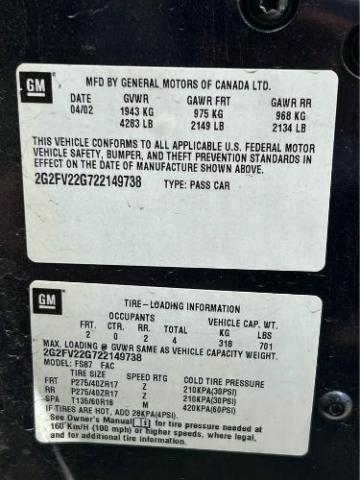 GM
MFD BY GENERAL MOTORS OF CANADA LTD.
DATE GVWR GAWR FRT GAWR RR
04/02 1943 KG 975 KG 968 KG
4283 LB 2149 LB 2134 LB
THIS VEHICLE CONFORMS TO ALL APPLICABLE U.S. FEDERAL MOTOR
VEHICLE SAFETY, BUMPER, AND THEFT PREVENTION STANDARDS IN
EFFECT ON THE DATE OF MANUFACTURE SHOWN ABOVE.
2G2FV22G722149738 TYPE: PASS CAR
GM
TIRE-LOADING INFORMATION
OCCUPANTS VEHICLE CAP. WT.
FRT. CTR. RR. TOTAL KG LBS
2 0 2 4 318 701
MAX. LOADING @ GVWR SAME AS VEHICLE CAPACITY WEIGHT.
2G2FV22G722149738
MODEL: FS87 FAC
TIRE SIZE SPEED RTG COLD TIRE PRESSURE
FRT P275/40ZR17 Z 210KPA(30PSI)
RR P275/40ZR17 Z 210KPA(30PSI)
SPA T135/60R16 M 420KPA(60PSI)
IF TIRES ARE HOT, ADD 28KPA(4PSI).
See Owner's Manual for tire pressure needed at
160 Km/H (100 mph) or higher speeds, where legal,
and for additional information.